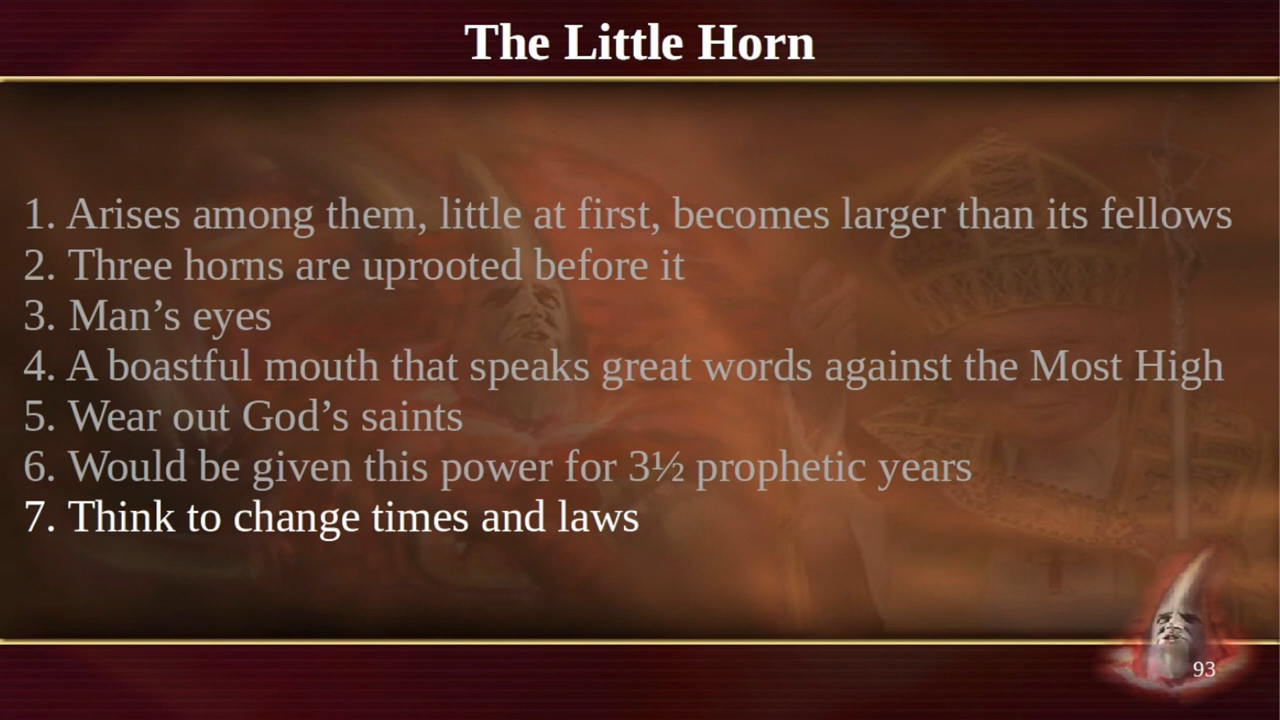 The Little Horn
1. Arises among them, little at first, becomes larger than its fellows
2. Three horns are uprooted before it
3. Man’s eyes
4. A boastful mouth that speaks great words against the Most High
5. Wear out God’s saints
6. Would be given this power for 3½ prophetic years
7. Think to change times and laws
93